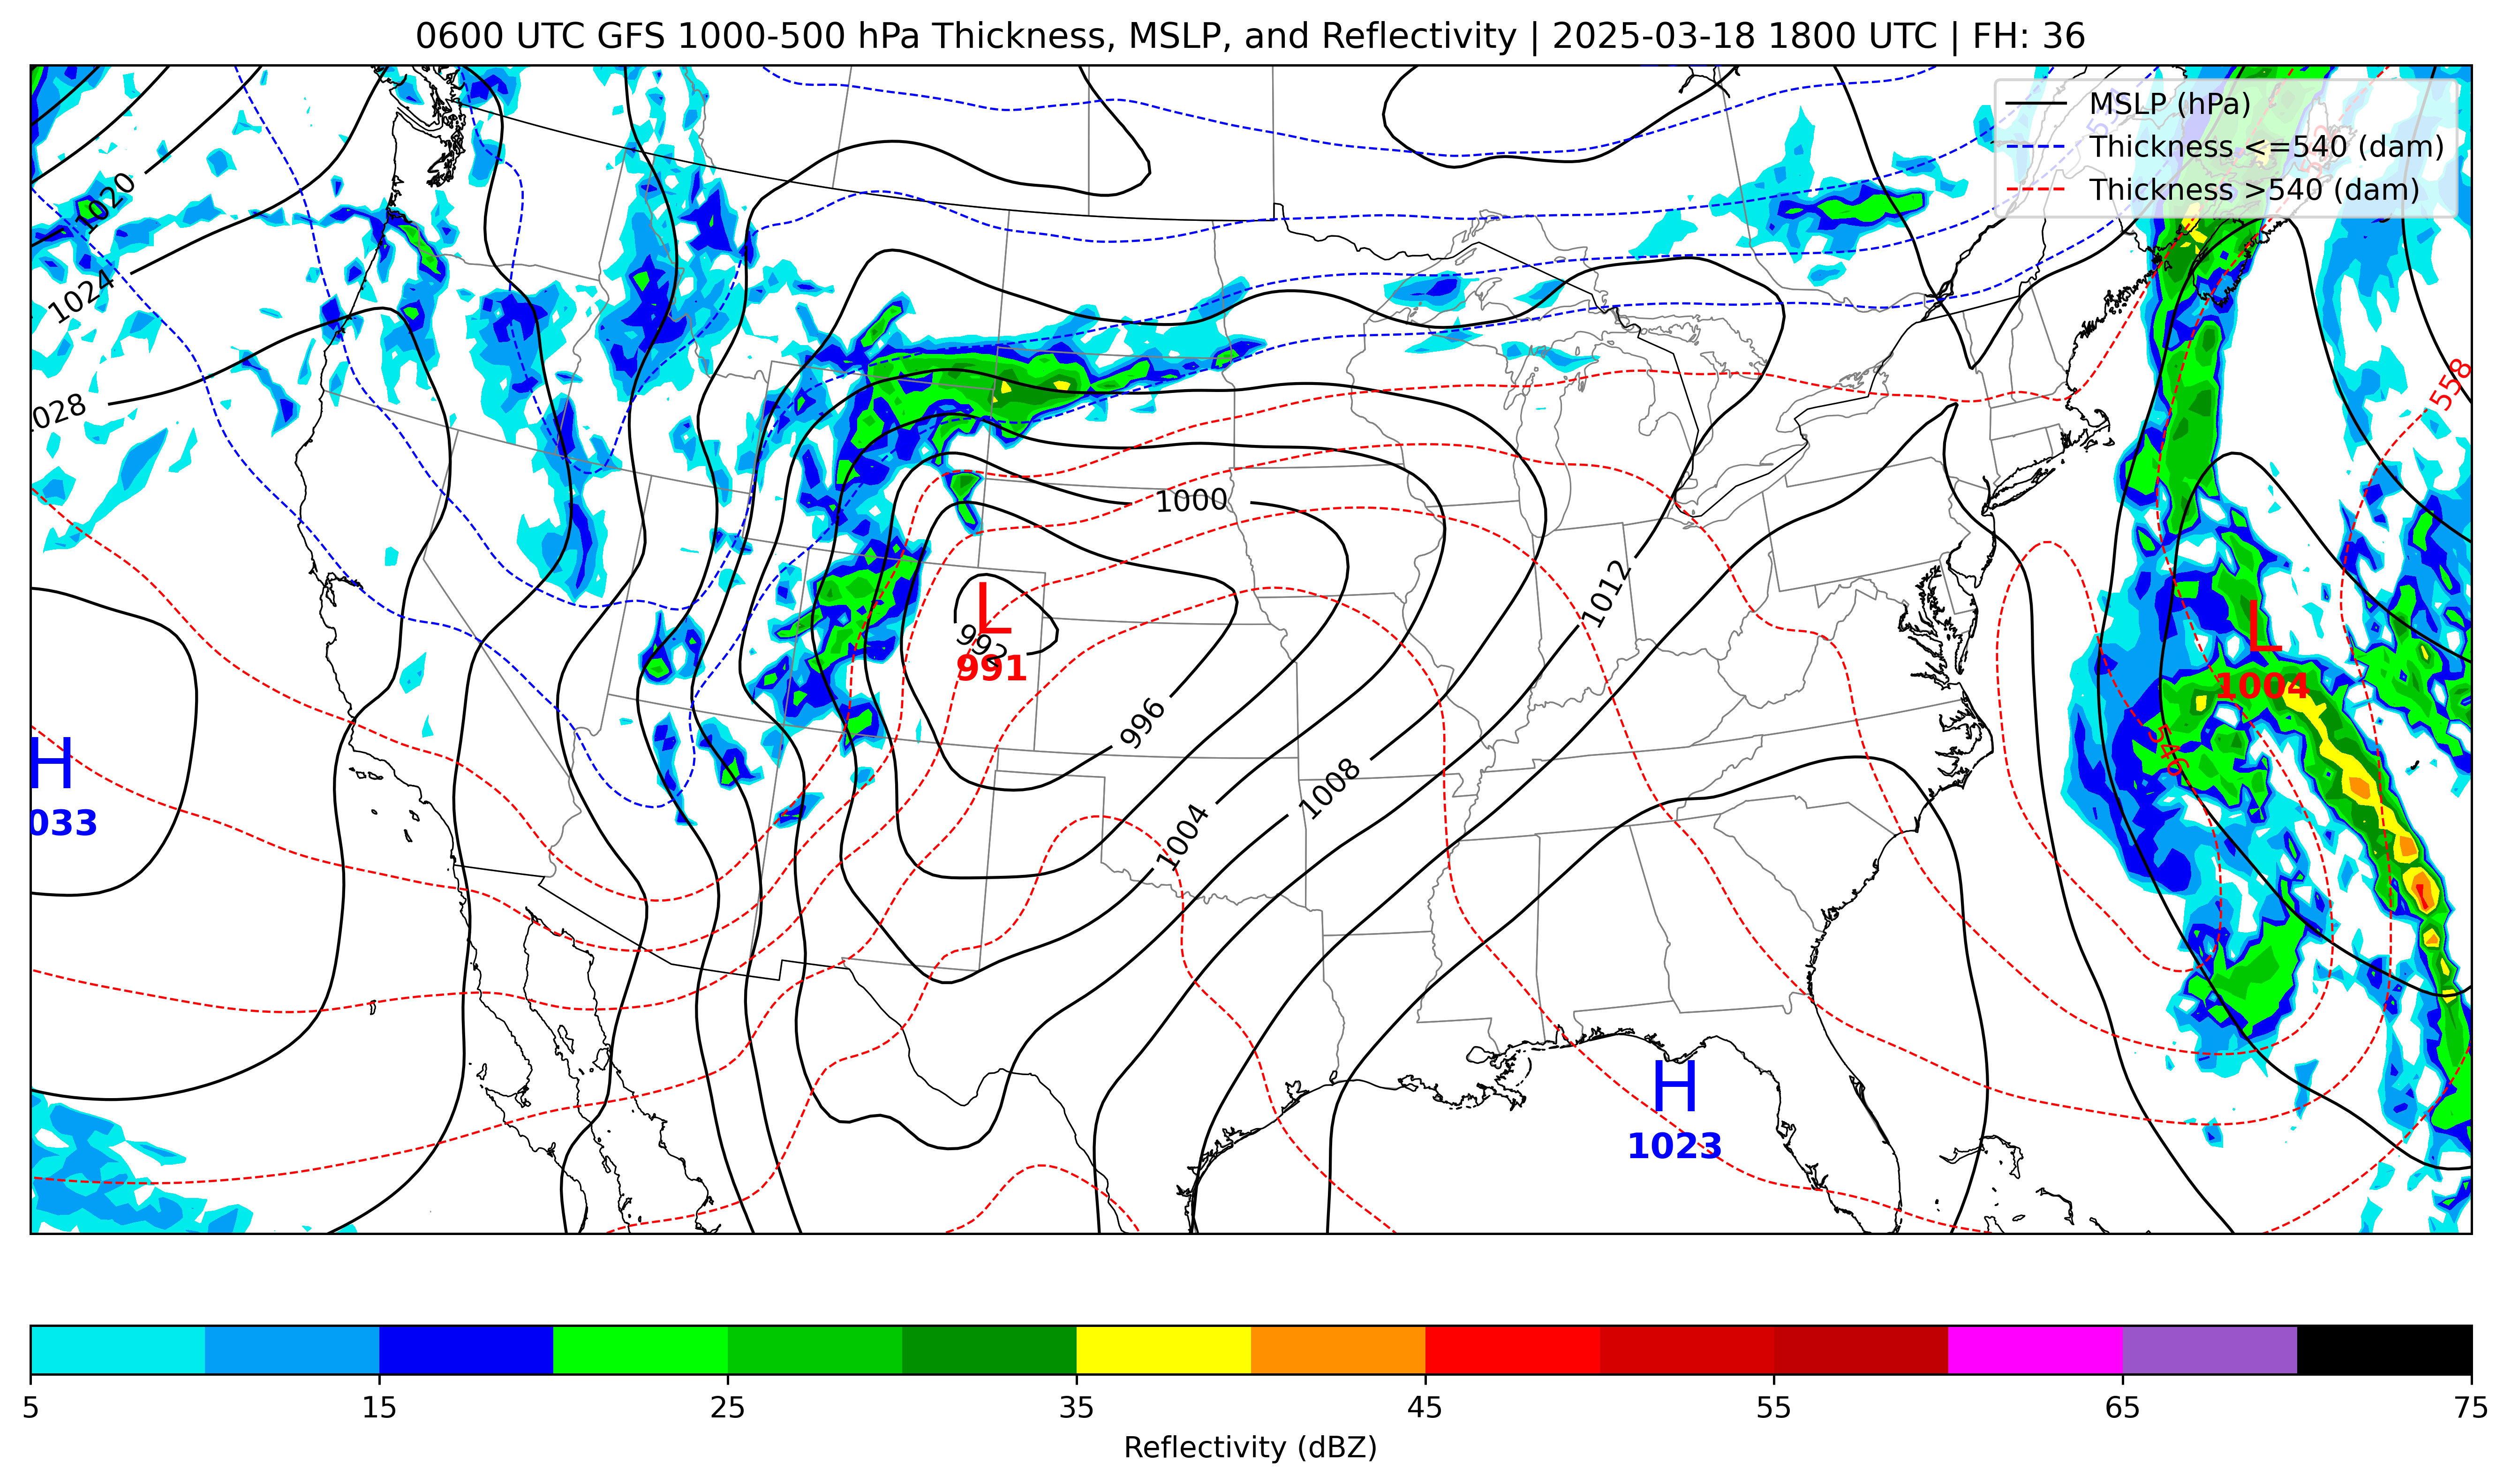 0600 UTC GFS 1000-500 hPa Thickness, MSLP, and Reflectivity | 2025-03-18 1800 UTC | FH: 36
MSLP (hPa)
Thickness <=540 (dam)
Thickness >540 (dam)
1020
1024
028
558
1000
1012
L
992
991
L
1004
996
546
H
033
1008
1004
H
1023
5 15 25 35 45 55 65 75
Reflectivity (dBZ)